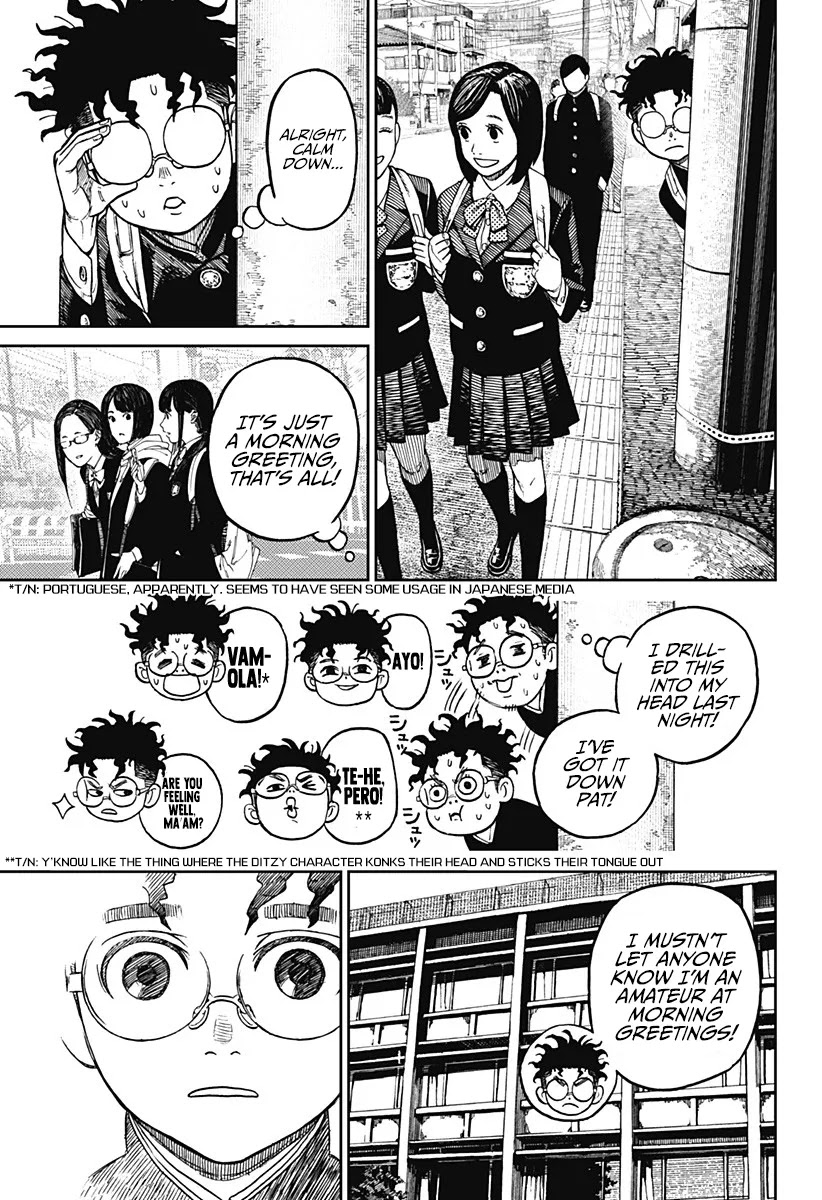 ALRIGHT,
CALM
DOWN...
IT'S JUST
A MORNING
GREETING,
THAT'S ALL!
*T/N: PORTUGUESE, APPARENTLY. SEEMS TO HAVE SEEN SOME USAGE IN JAPANESE MEDIA
I DRILL-
ED THIS
INTO MY
HEAD LAST
NIGHT!
I'VE
GOT IT
DOWN
PAT!
シュッ
AYO!
VAM-
OLA!*
シュッ
シュッ
TE-HE,
PERO!
**
ARE YOU
FEELING
WELL,
MA'AM?
**T/N: Y'KNOW LIKE THE THING WHERE THE DITZY CHARACTER KONKS THEIR HEAD AND STICKS THEIR TONGUE OUT
I MUSTN'T
LET ANYONE
KNOW I'M AN
AMATEUR AT
MORNING
GREETINGS!